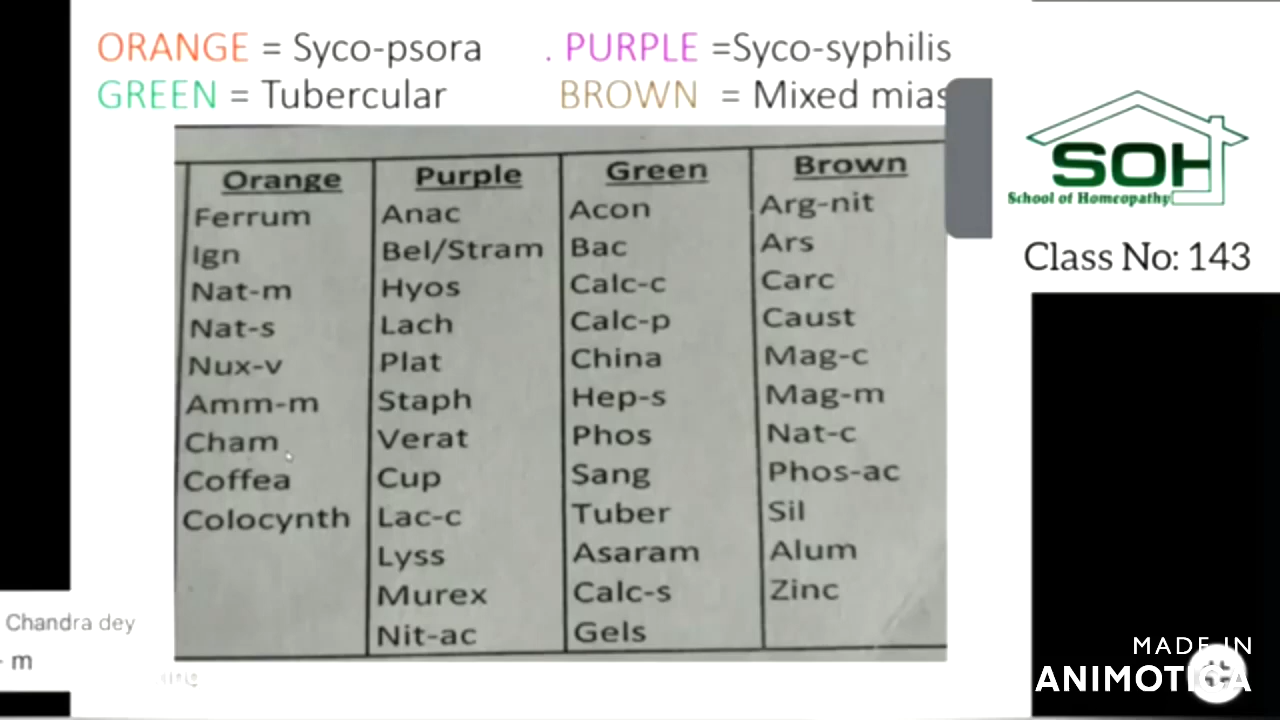 ORANGE = Syco-psora . PURPLE =Syco-syphilis
GREEN = Tubercular BROWN = Mixed mias
SOH
School of Homeopathy
Class No: 143
Orange Purple Green Brown
Ferrum Anac Acon Arg-nit
Ign Bel/Stram Bac Ars
Nat-m Hyos Calc-c Carc
Nat-s Lach Calc-p Caust
Nux-v Plat China Mag-c
Amm-m Staph Hep-s Mag-m
Cham Verat Phos Nat-c
Coffea Cup Sang Phos-ac
Colocynth Lac-c Tuber Sil
Lyss Asaram Alum
Murex Calc-s Zinc
Nit-ac Gels
Chandra dey
- m
MADE IN
ANIMOTICA